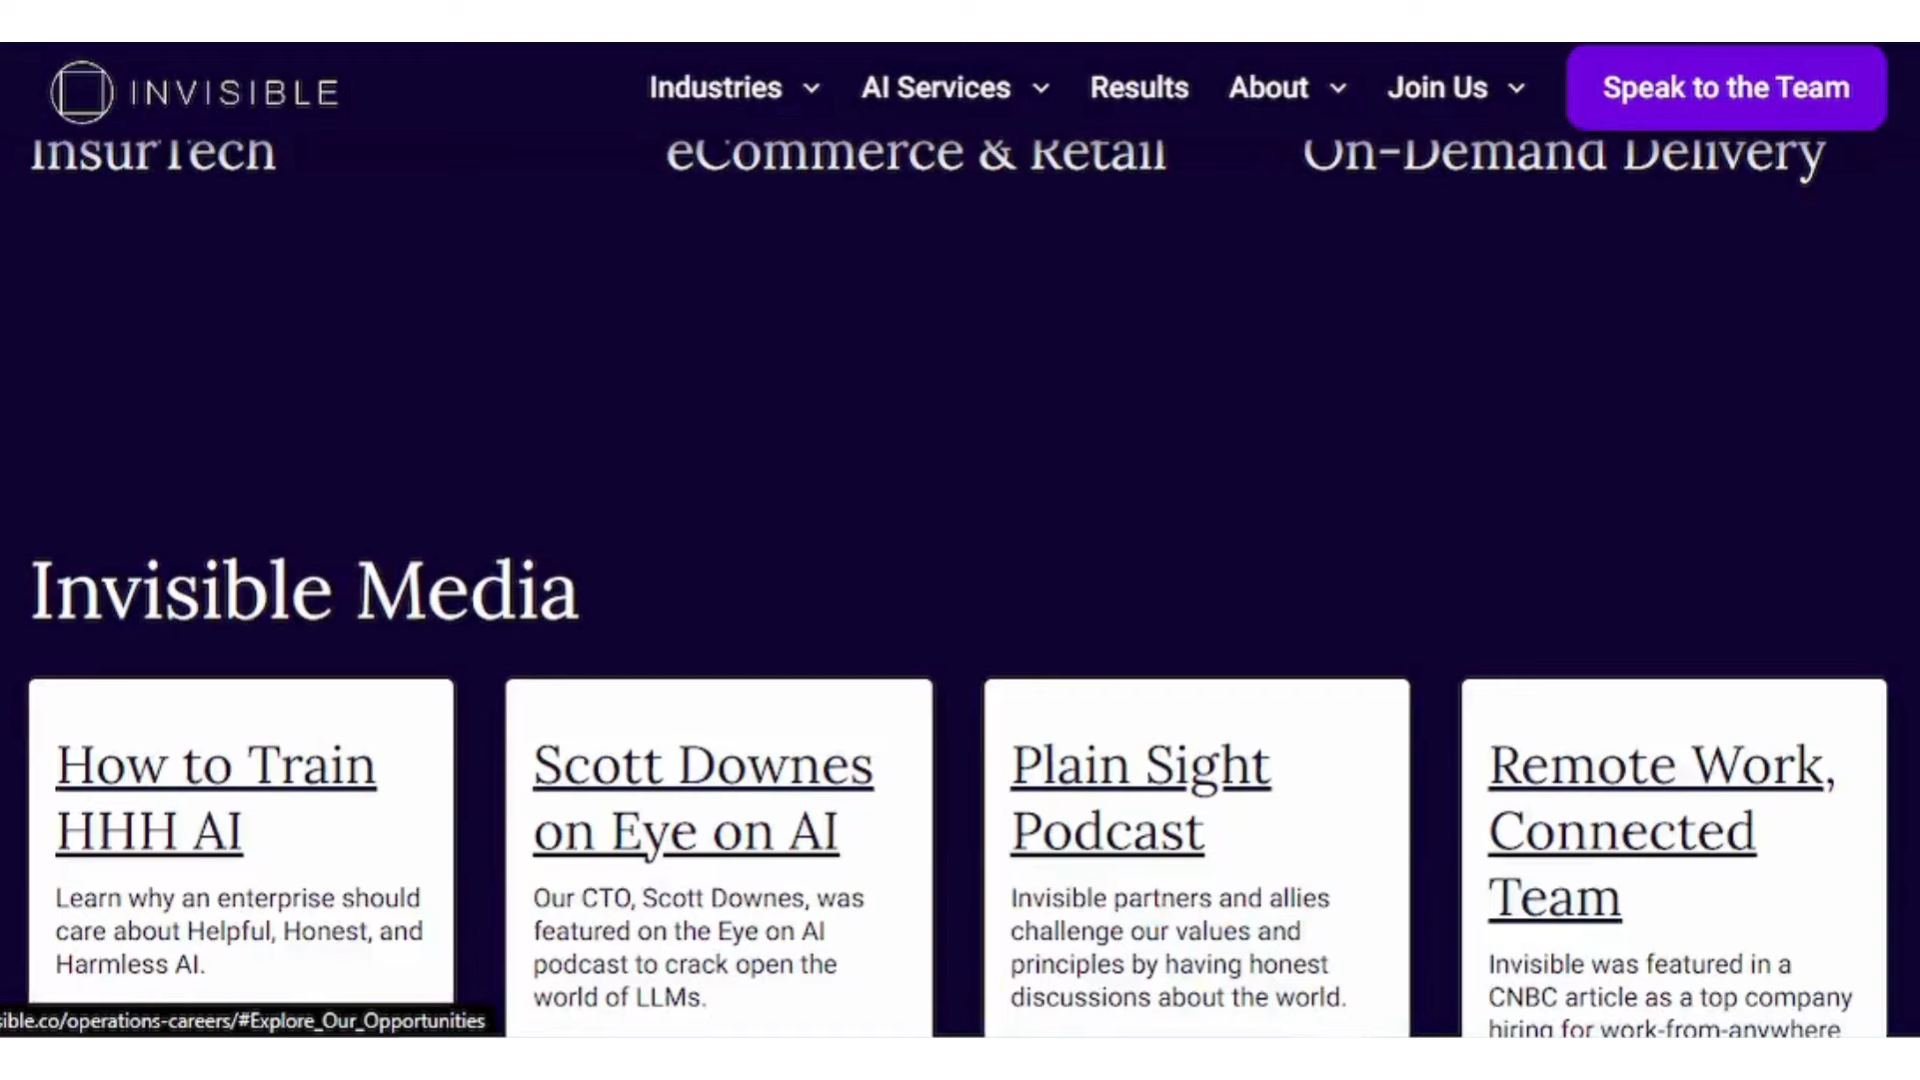 INVISIBLE
Industries
AI Services
Results
About
Join Us
Speak to the Team
InsurTech
eCommerce & Retail
On-Demand Delivery
Invisible Media
How to Train
HHH AI
Learn why an enterprise should
care about Helpful, Honest, and
Harmless AI.
Scott Downes
on Eye on AI
Our CTO, Scott Downes, was
featured on the Eye on AI
podcast to crack open the
world of LLMs.
Plain Sight
Podcast
Invisible partners and allies
challenge our values and
principles by having honest
discussions about the world.
Remote Work,
Connected
Team
Invisible was featured in a
CNBC article as a top company
hiring for work-from-anywhere
sible.co/operations-careers/#Explore_Our_Opportunities